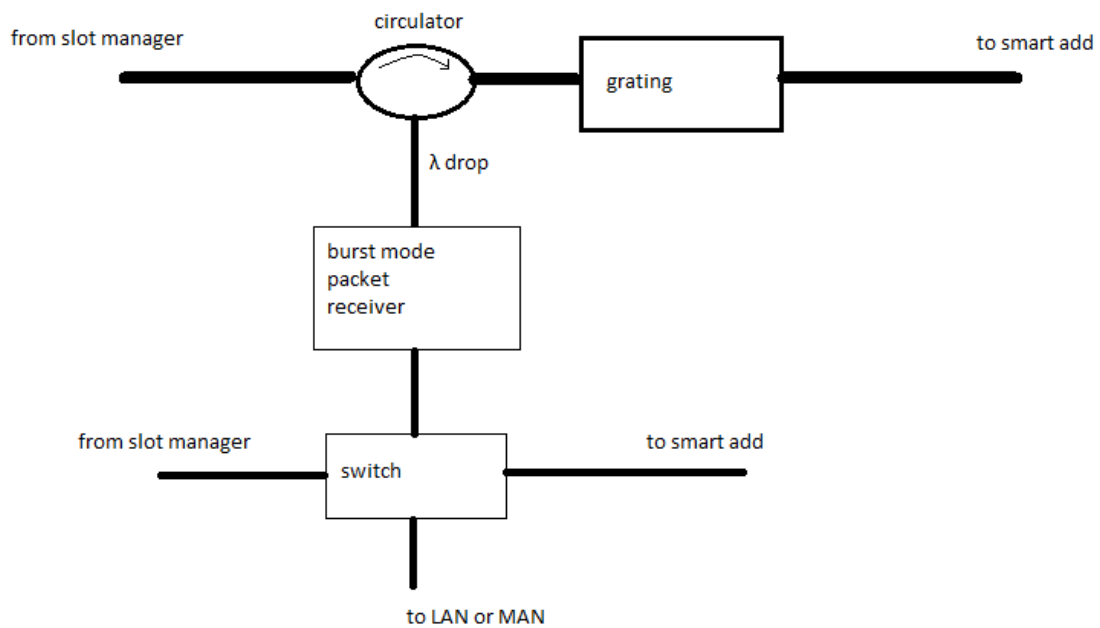 circulator
from slot manager
to smart add
grating
λ drop
burst mode
packet
receiver
from slot manager
to smart add
switch
to LAN or MAN